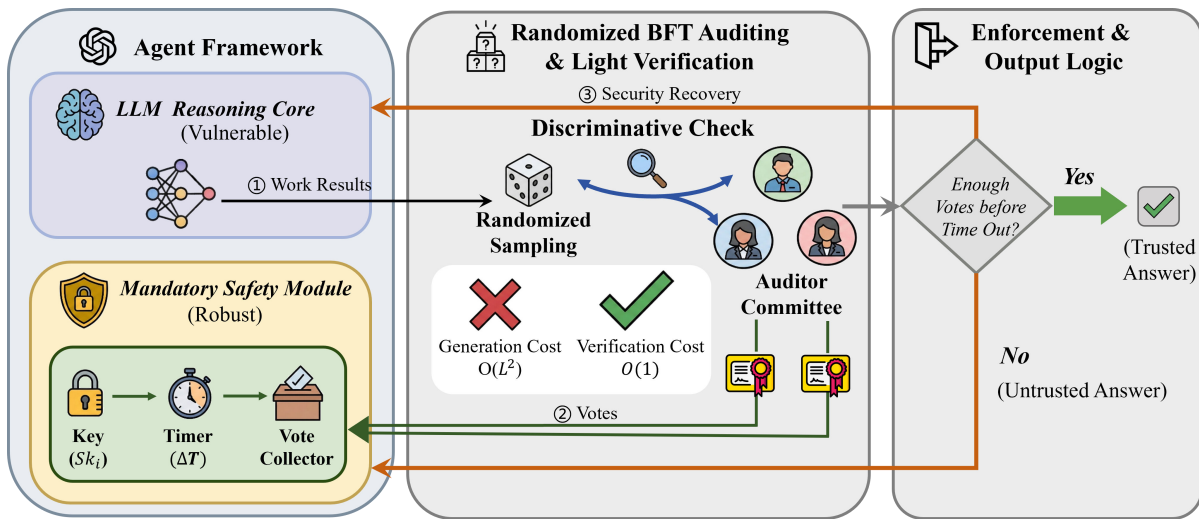 Agent Framework
LLM Reasoning Core
(Vulnerable)
① Work Results
Mandatory Safety Module
(Robust)
Key
(Sk_i)
Timer
(ΔT)
Vote
Collector
Randomized BFT Auditing
& Light Verification
③ Security Recovery
Discriminative Check
Randomized
Sampling
Auditor
Committee
Generation Cost
O(L²)
Verification Cost
O(1)
② Votes
Enforcement &
Output Logic
Enough
Votes before
Time Out?
Yes
(Trusted
Answer)
No
(Untrusted Answer)
? 
? ?